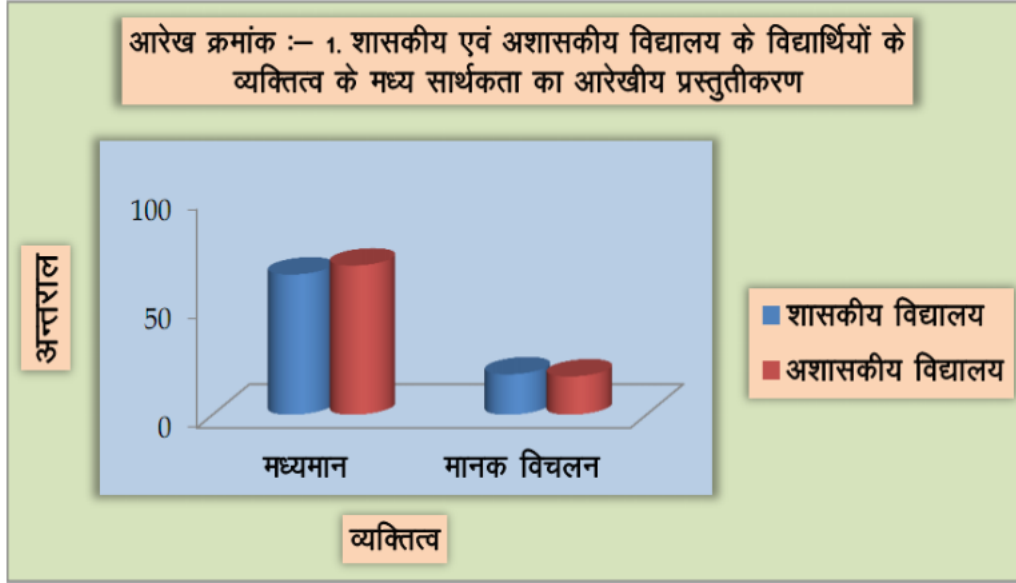 आरेख क्रमांक :– 1. शासकीय एवं अशासकीय विद्यालय के विद्यार्थियों के
व्यक्तित्व के मध्य सार्थकता का आरेखीय प्रस्तुतीकरण
अन्तराल
100
50
0
मध्यमान मानक विचलन
व्यक्तित्व
शासकीय विद्यालय
अशासकीय विद्यालय